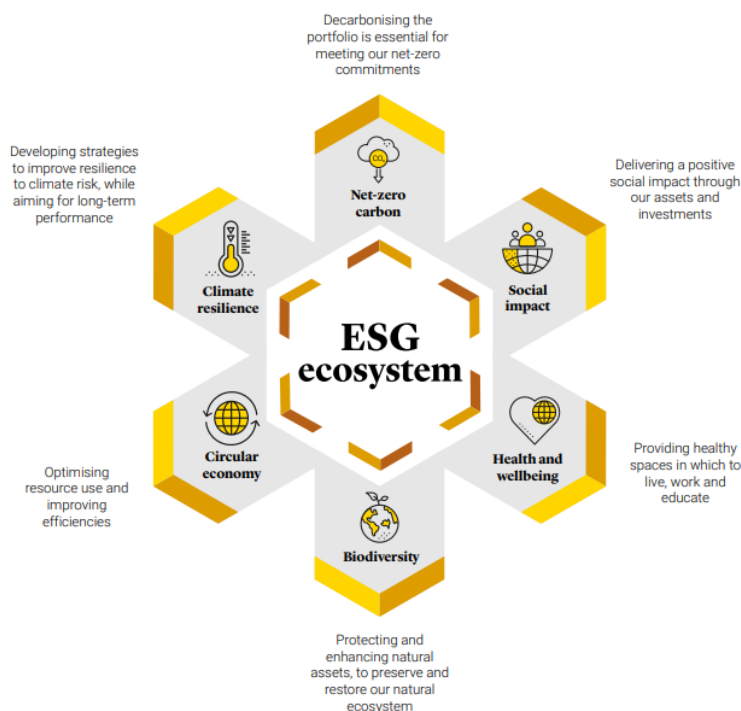 Decarbonising the
portfolio is essential for
meeting our net-zero
commitments
CO₂
Net-zero
carbon
Delivering a positive
social impact through
our assets and
investments
Social
impact
Providing healthy
spaces in which to
live, work and
educate
Health and
wellbeing
Protecting and
enhancing natural
assets, to preserve and
restore our natural
ecosystem
Biodiversity
Optimising
resource use and
improving
efficiencies
Circular
economy
Developing strategies
to improve resilience
to climate risk, while
aiming for long-term
performance
Climate
resilience
ESG
ecosystem